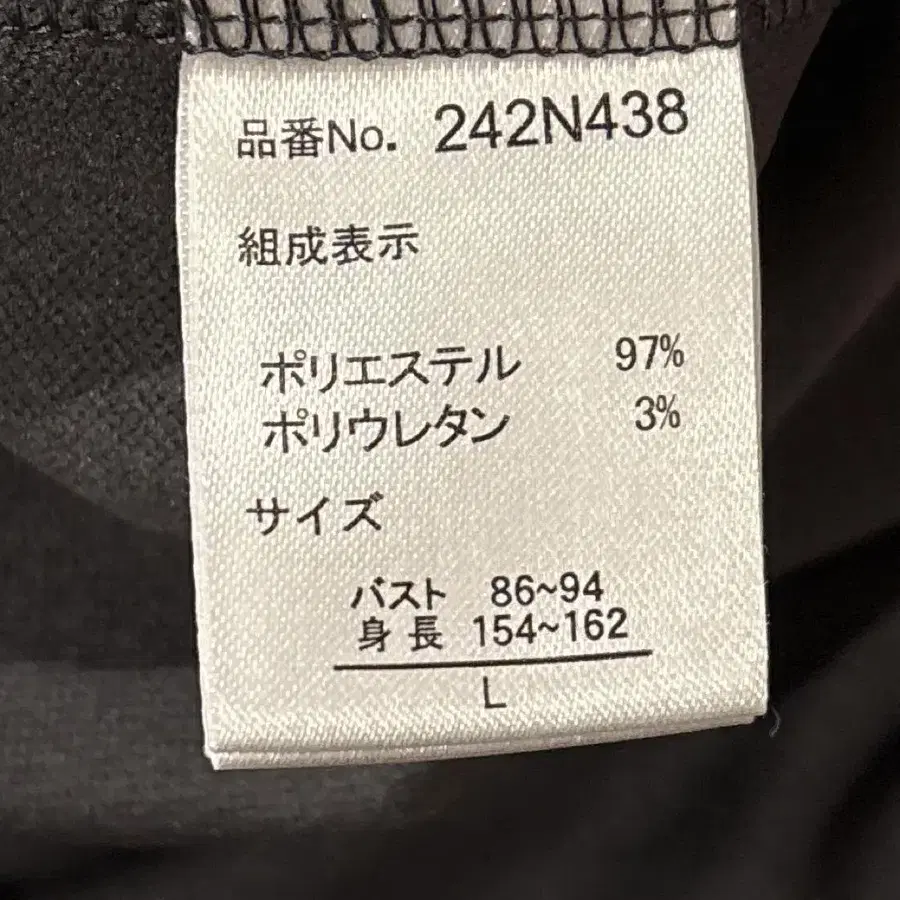 品番No. 242N438
組成表示
ポリエステル 97%
ポリウレタン 3%
サイズ
バスト 86~94
身長 154~162
L